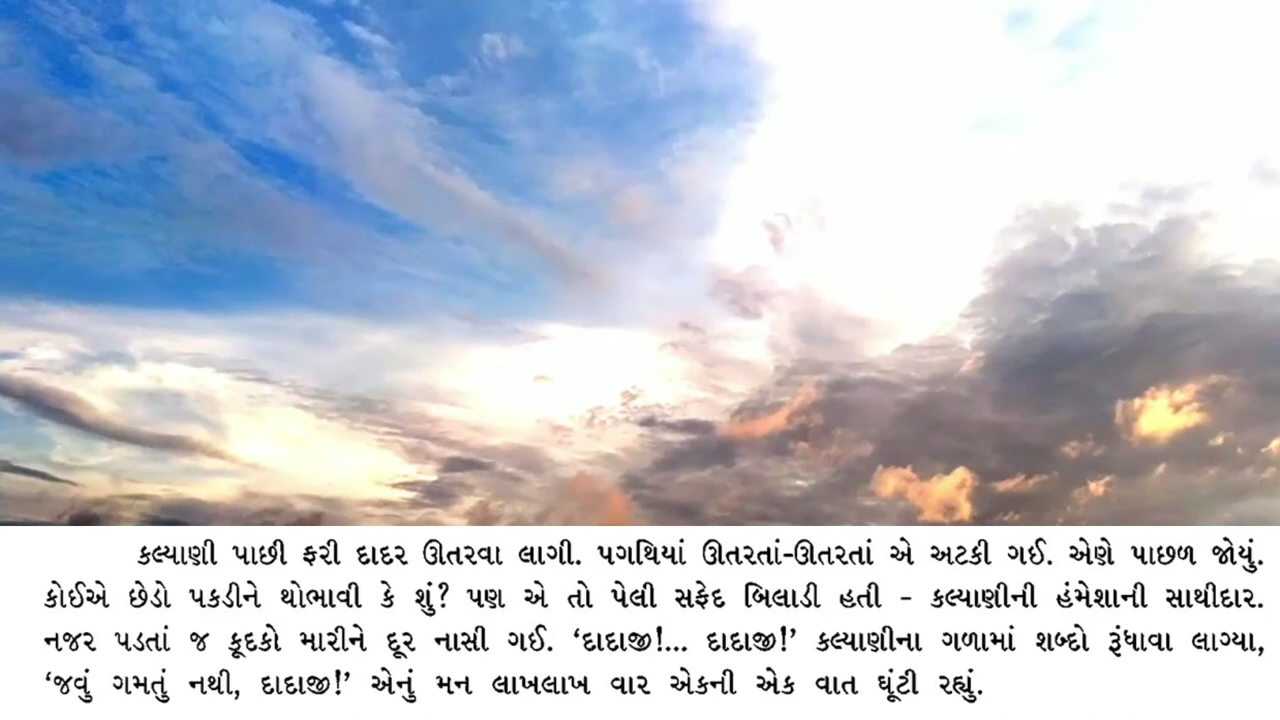 કલ્યાણી પાછી ફરી દાદર ઊતરવા લાગી. પગથિયાં ઊતરતાં-ઊતરતાં એ અટકી ગઈ. એણે પાછળ જોયું.
કોઈએ છેડો પકડીને થોભાવી કે શું? પણ એ તો પેલી સફેદ બિલાડી હતી - કલ્યાણીની હંમેશાની સાથીદાર.
નજર પડતાં જ કૂદકો મારીને દૂર નાસી ગઈ. ‘દાદાજી!... દાદાજી!’ કલ્યાણીના ગળામાં શબ્દો રૂંધાવા લાગ્યા,
‘જવું ગમતું નથી, દાદાજી!’ એનું મન લાખલાખ વાર એકની એક વાત ઘૂંટી રહ્યું.